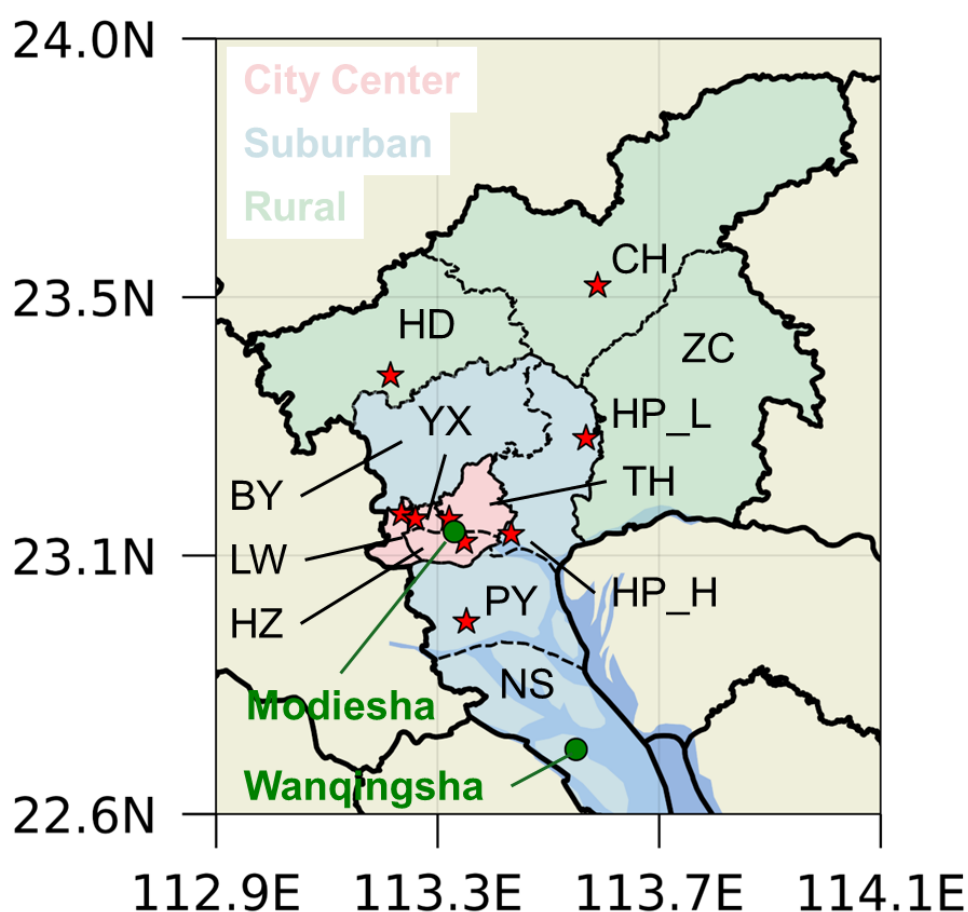 24.0N
City Center
Suburban
Rural
CH
23.5N
HD
ZC
YX
HP_L
TH
BY
LW
23.1N
HP_H
PY
HZ
NS
Modiesha
Wanqingsha
22.6N
112.9E
113.3E
113.7E
114.1E